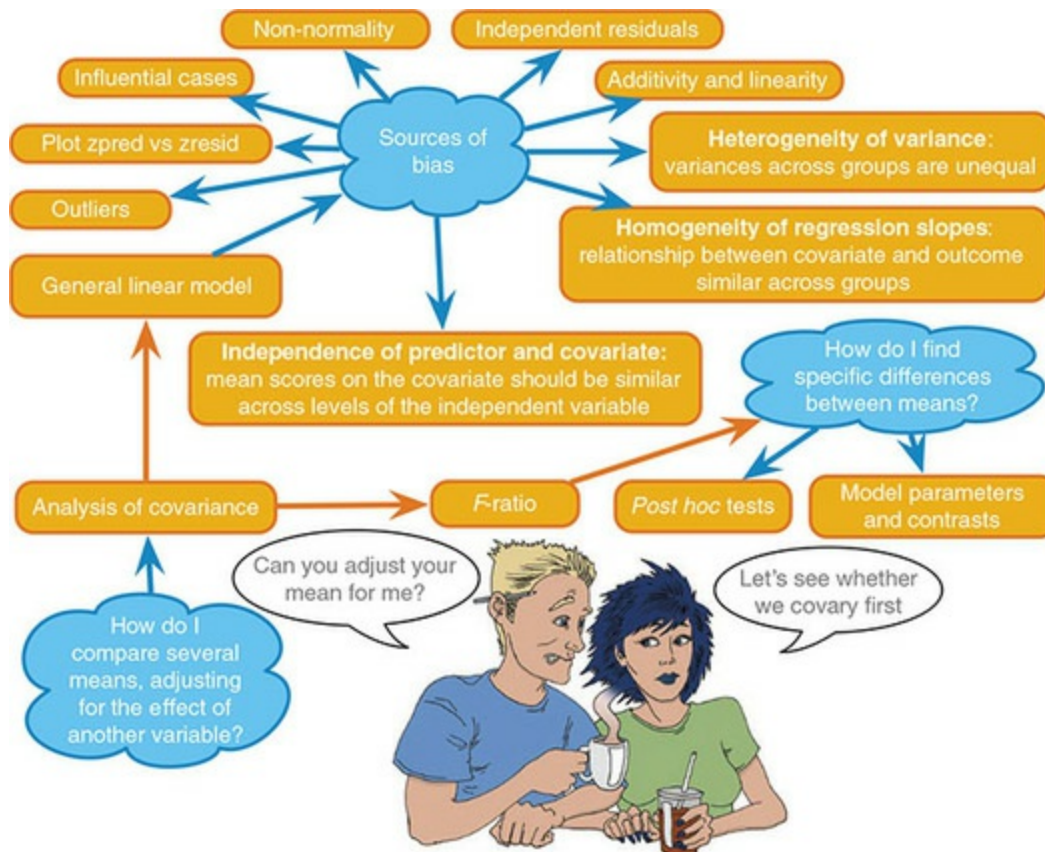 Non-normality
Independent residuals
Influential cases
Additivity and linearity
Sources of
bias
Plot zpred vs zresid
Heterogeneity of variance:
variances across groups are unequal
Outliers
Homogeneity of regression slopes:
relationship between covariate and outcome
similar across groups
General linear model
Independence of predictor and covariate:
mean scores on the covariate should be similar
across levels of the independent variable
How do I find
specific differences
between means?
Analysis of covariance
F-ratio
Post hoc tests
Model parameters
and contrasts
Can you adjust your
mean for me?
Let's see whether
we covary first
How do I
compare several
means, adjusting
for the effect of
another variable?